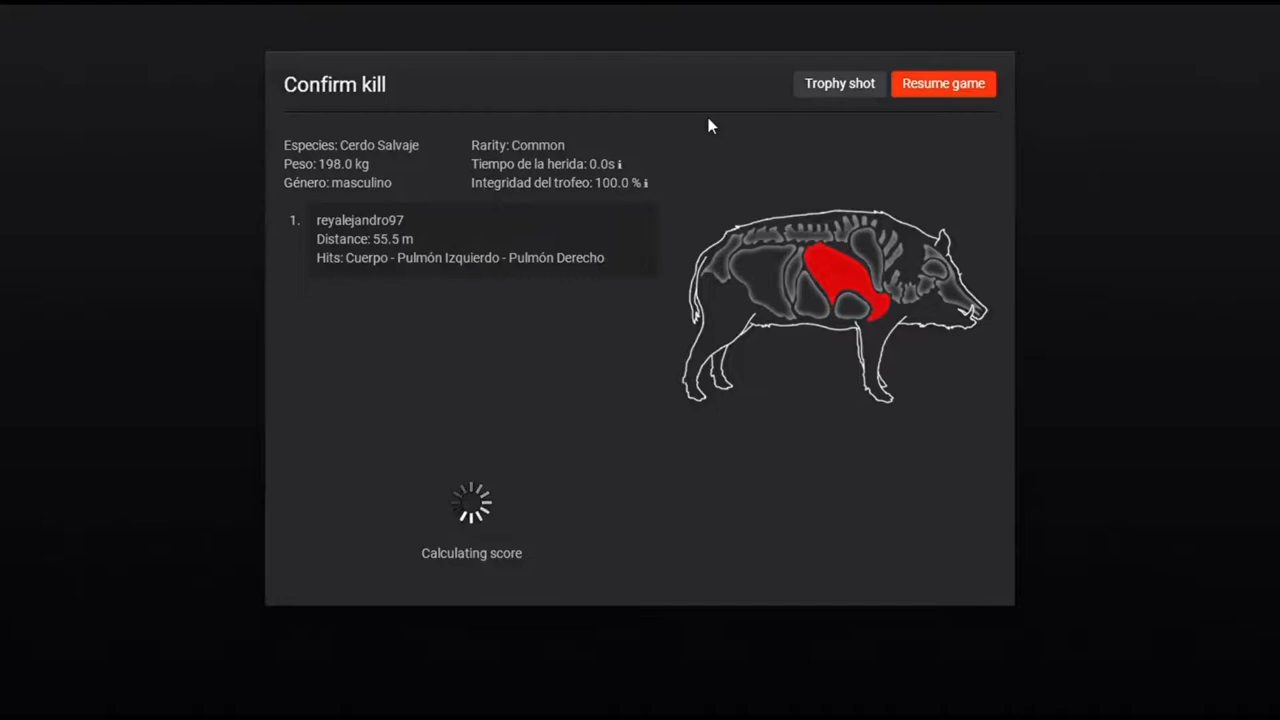 Confirm kill
Trophy shot
Resume game
Especies: Cerdo Salvaje
Peso: 198.0 kg
Género: masculino
Rarity: Common
Tiempo de la herida: 0.0s i
Integridad del trofeo: 100.0 % i
1.
reyalejandro97
Distance: 55.5 m
Hits: Cuerpo - Pulmón Izquierdo - Pulmón Derecho
Calculating score